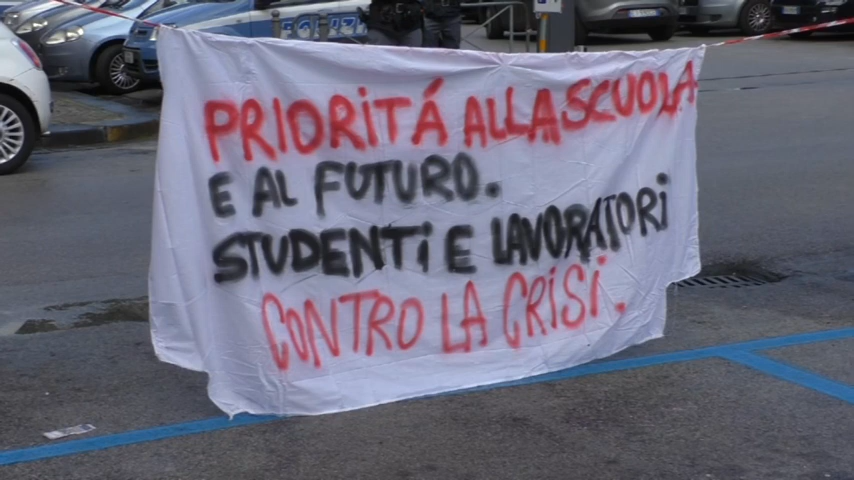 PRIORITÁ ALLA SCUOLA
E AL FUTURO.
STUDENTI E LAVORATORI
CONTRO LA CRISI.